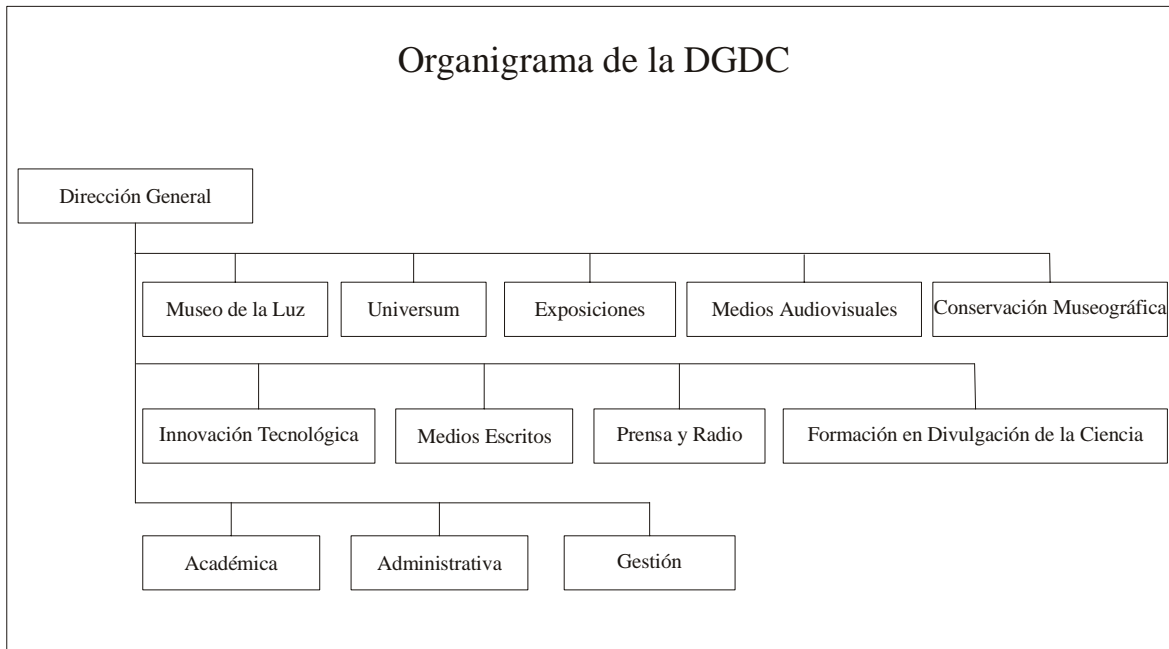 Organigrama de la DGDC
Dirección General
Museo de la Luz
Universum
Exposiciones
Medios Audiovisuales
Conservación Museográfica
Innovación Tecnológica
Medios Escritos
Prensa y Radio
Formación en Divulgación de la Ciencia
Académica
Administrativa
Gestión